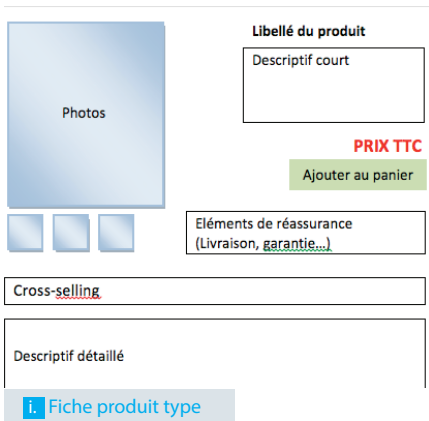 Libellé du produit
Descriptif court
Photos
PRIX TTC
Ajouter au panier
Eléments de réassurance
(Livraison, garantie...)
Cross-selling
Descriptif détaillé
i. Fiche produit type